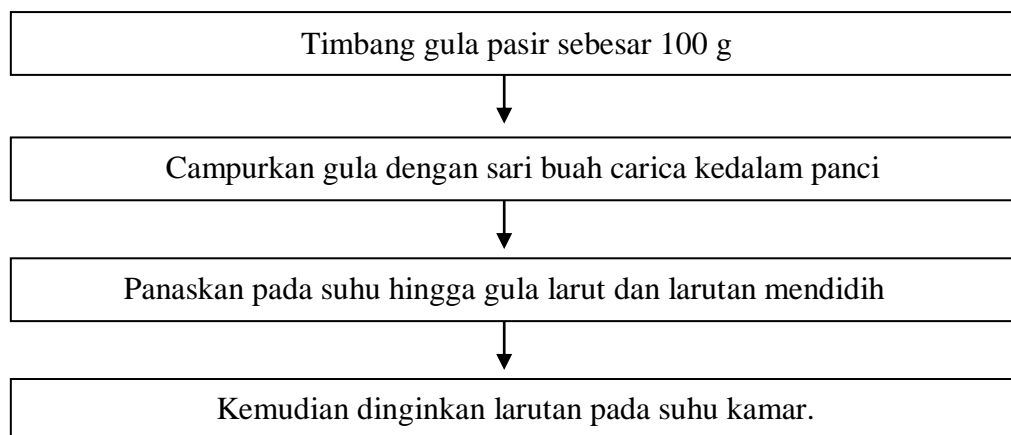 Timbang gula pasir sebesar 100 g
Campurkan gula dengan sari buah carica kedalam panci
Panaskan pada suhu hingga gula larut dan larutan mendidih
Kemudian dinginkan larutan pada suhu kamar.